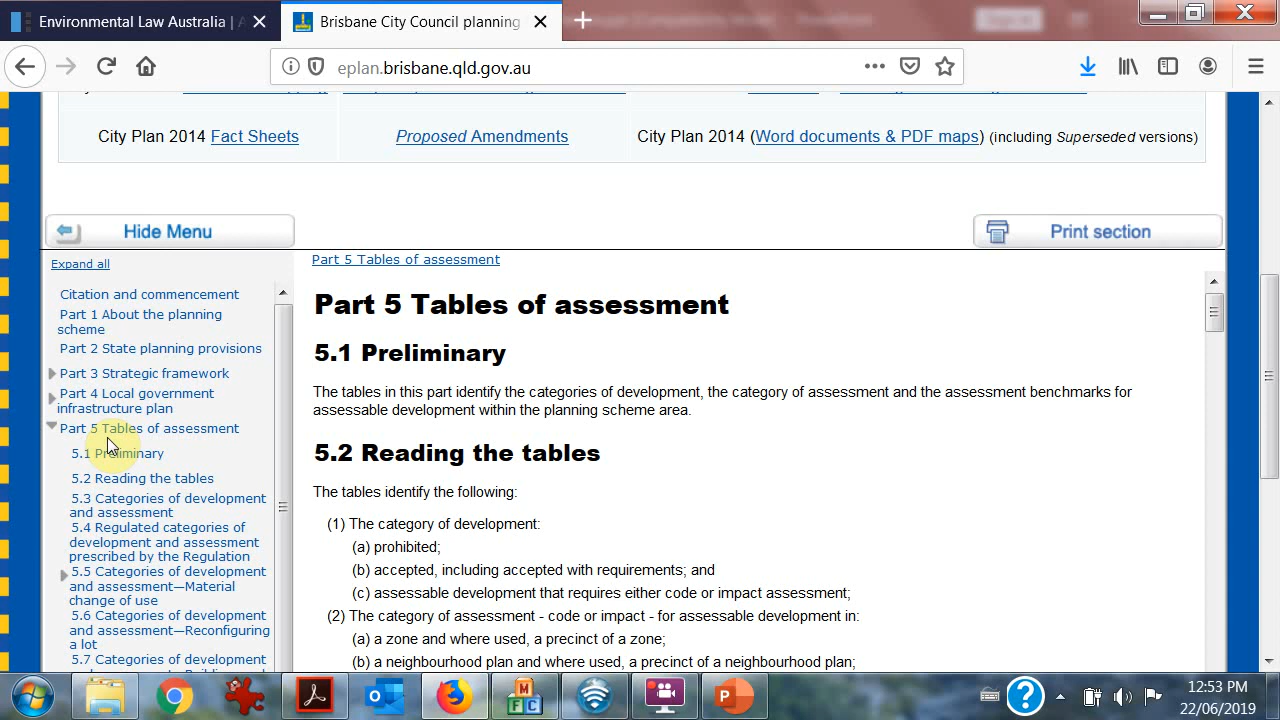 Environmental Law Australia | A
Brisbane City Council planning
eplan.brisbane.qld.gov.au
City Plan 2014 Fact Sheets
Proposed Amendments
City Plan 2014 (Word documents & PDF maps) (including Superseded versions)
Hide Menu
Print section
Expand all
Citation and commencement
Part 1 About the planning
scheme
Part 2 State planning provisions
Part 3 Strategic framework
Part 4 Local government
infrastructure plan
Part 5 Tables of assessment
5.1 Preliminary
5.2 Reading the tables
5.3 Categories of development
and assessment
5.4 Regulated categories of
development and assessment
prescribed by the Regulation
5.5 Categories of development
and assessment—Material
change of use
5.6 Categories of development
and assessment—Reconfiguring
a lot
5.7 Categories of development
Part 5 Tables of assessment
Part 5 Tables of assessment
5.1 Preliminary
The tables in this part identify the categories of development, the category of assessment and the assessment benchmarks for
assessable development within the planning scheme area.
5.2 Reading the tables
The tables identify the following:
(1) The category of development:
(a) prohibited;
(b) accepted, including accepted with requirements; and
(c) assessable development that requires either code or impact assessment;
(2) The category of assessment - code or impact - for assessable development in:
(a) a zone and where used, a precinct of a zone;
(b) a neighbourhood plan and where used, a precinct of a neighbourhood plan;
M
F C
12:53 PM
22/06/2019